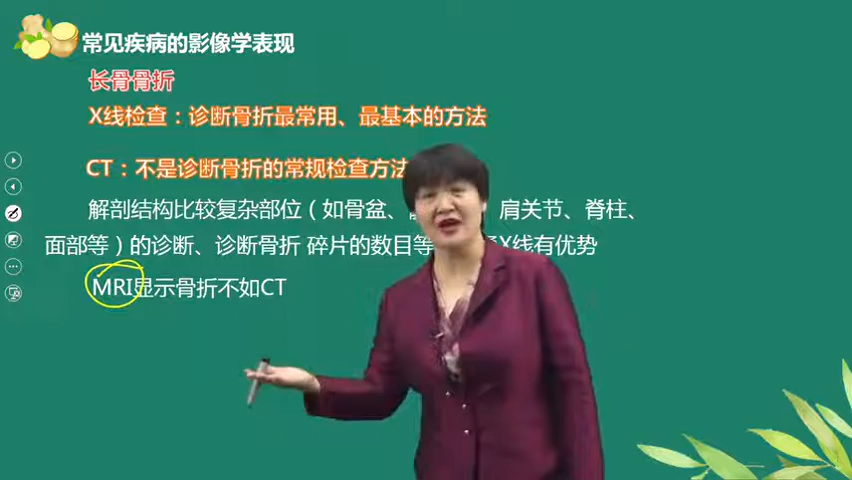 常见疾病的影像学表现
长骨骨折
X线检查：诊断骨折最常用、最基本的方法
CT：不是诊断骨折的常规检查方法
解剖结构比较复杂部位（如骨盆、 肩关节、脊柱、
面部等）的诊断、诊断骨折 碎片的数目等 X线有优势
MRI显示骨折不如CT